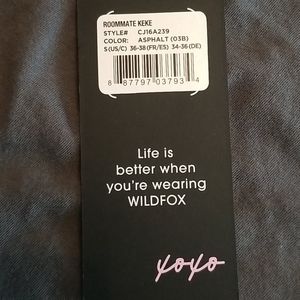 ROOMMATE KEKE
STYLE# CJ16A239
COLOR: ASPHALT (03B)
S(US/C) 36-38(FR/ES) 34-36(DE)
8 87797 03793 4
Life is
better when
you're wearing
WILDFOX
xoxo